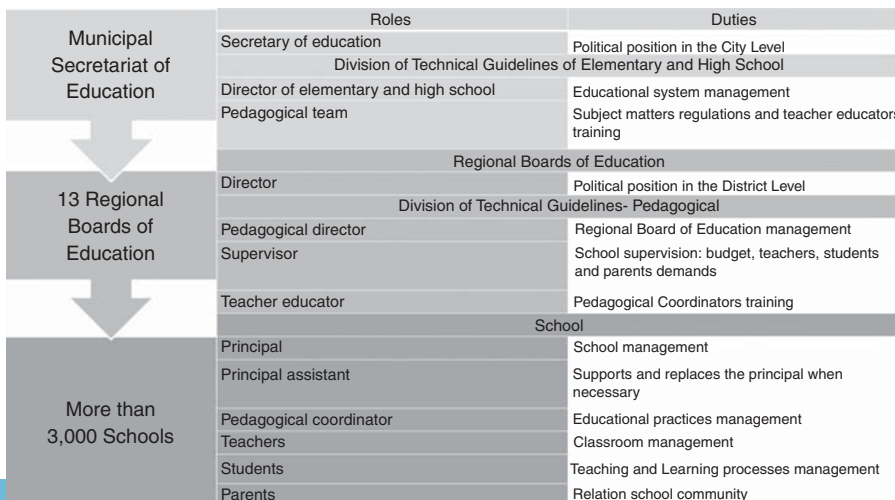 Roles Duties
Municipal
Secretariat of
Education
Secretary of education Political position in the City Level
Division of Technical Guidelines of Elementary and High School
Director of elementary and high school Educational system management
Pedagogical team Subject matters regulations and teacher educators
training
Regional Boards of Education
13 Regional
Boards of
Education
Director Political position in the District Level
Division of Technical Guidelines- Pedagogical
Pedagogical director Regional Board of Education management
Supervisor School supervision: budget, teachers, students
and parents demands
Teacher educator Pedagogical Coordinators training
School
More than
3,000 Schools
Principal School management
Principal assistant Supports and replaces the principal when
necessary
Pedagogical coordinator Educational practices management
Teachers Classroom management
Students Teaching and Learning processes management
Parents Relation school community